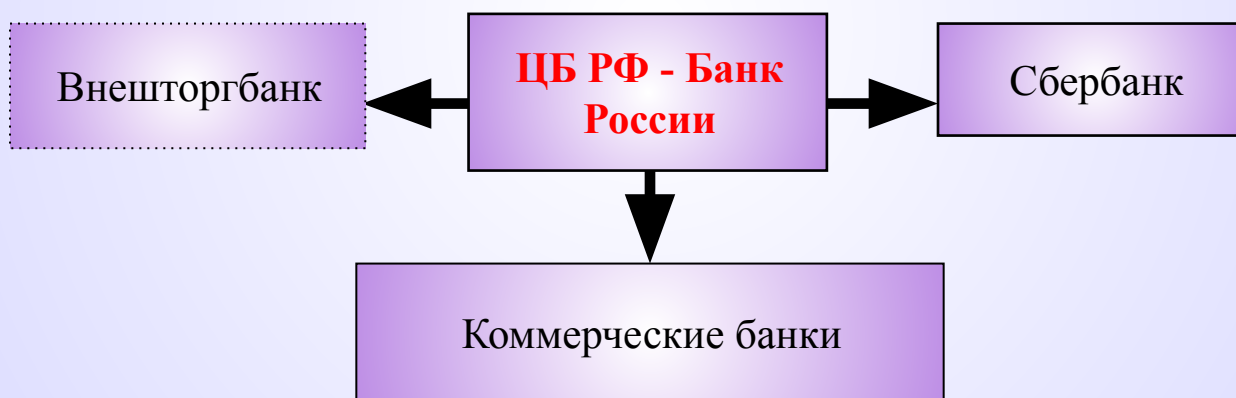 Внешторгбанк
ЦБ РФ - Банк
России
Сбербанк
Коммерческие банки